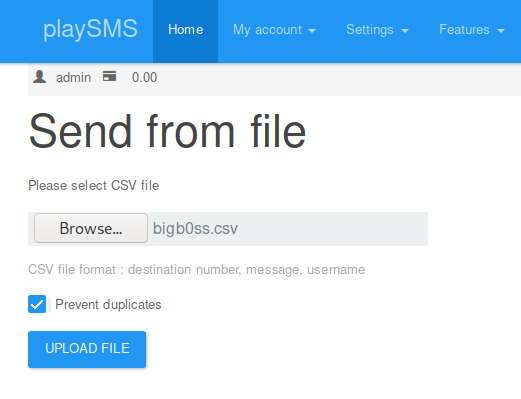 playSMS Home My account Settings Features
admin 0.00
Send from file
Please select CSV file
Browse... bigb0ss.csv
CSV file format : destination number, message, username
Prevent duplicates
UPLOAD FILE